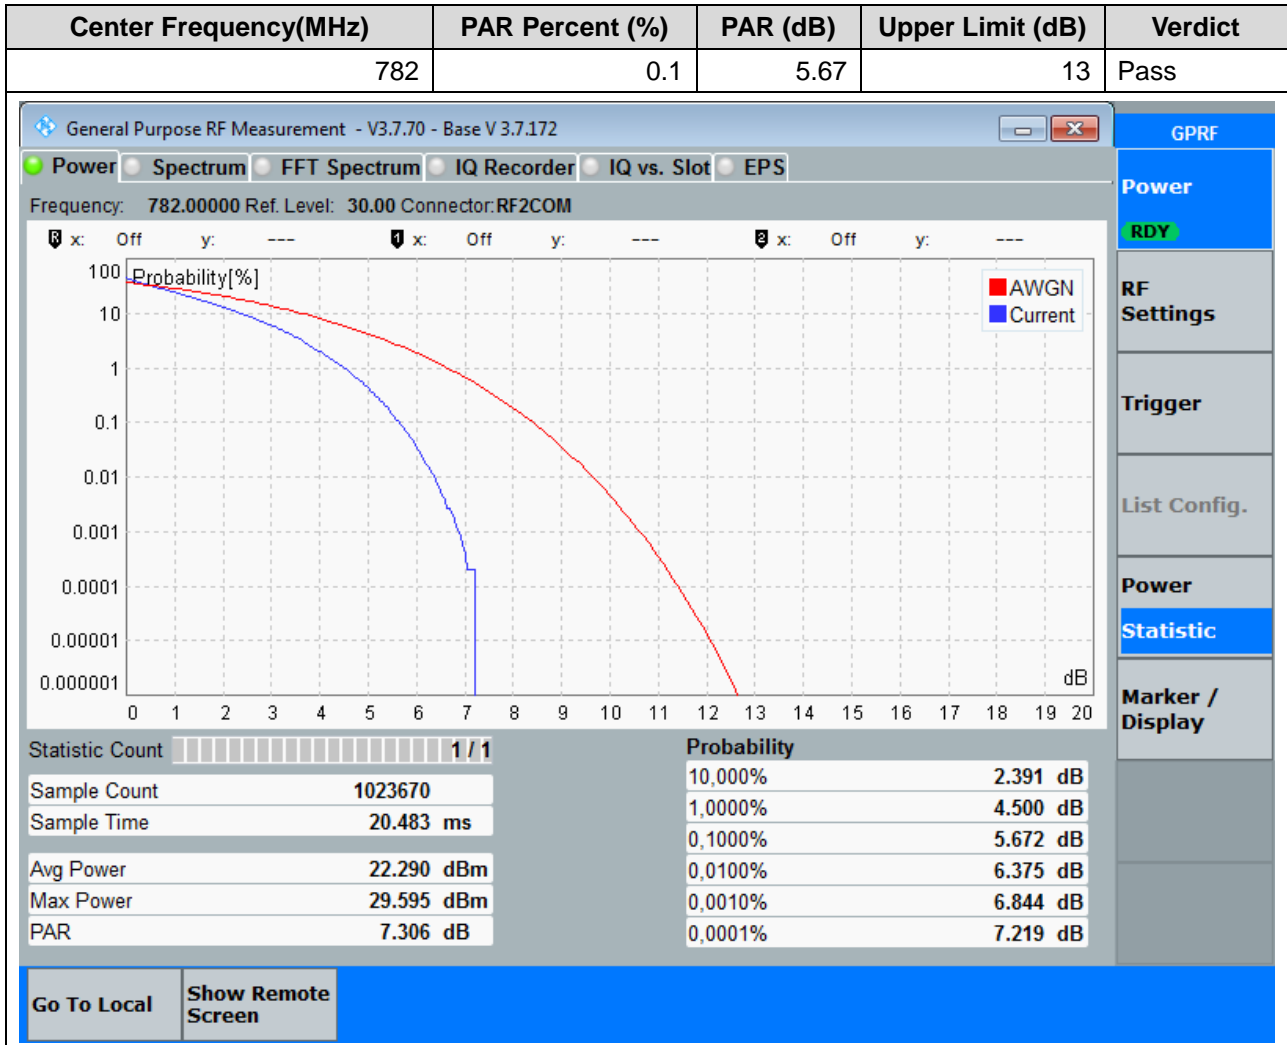 Center Frequency(MHz) PAR Percent (%) PAR (dB) Upper Limit (dB) Verdict
782 0.1 5.67 13 Pass
General Purpose RF Measurement - V3.7.70 - Base V 3.7.172
GPRF
Power Spectrum FFT Spectrum IQ Recorder IQ vs. Slot EPS
Power
RDY
Frequency: 782.00000 Ref. Level: 30.00 Connector: RF2COM
R x: Off y: --- 1 x: Off y: --- 2 x: Off y: ---
Probability[%]
AWGN
Current
100
10
1
0.1
0.01
0.001
0.0001
0.00001
0.000001
dB
0 1 2 3 4 5 6 7 8 9 10 11 12 13 14 15 16 17 18 19 20
RF
Settings
Trigger
List Config.
Power
Statistic
Marker /
Display
Statistic Count 1 / 1
Sample Count 1023670
Sample Time 20.483 ms
Avg Power 22.290 dBm
Max Power 29.595 dBm
PAR 7.306 dB
Probability
10,000% 2.391 dB
1,0000% 4.500 dB
0,1000% 5.672 dB
0,0100% 6.375 dB
0,0010% 6.844 dB
0,0001% 7.219 dB
Go To Local
Show Remote
Screen